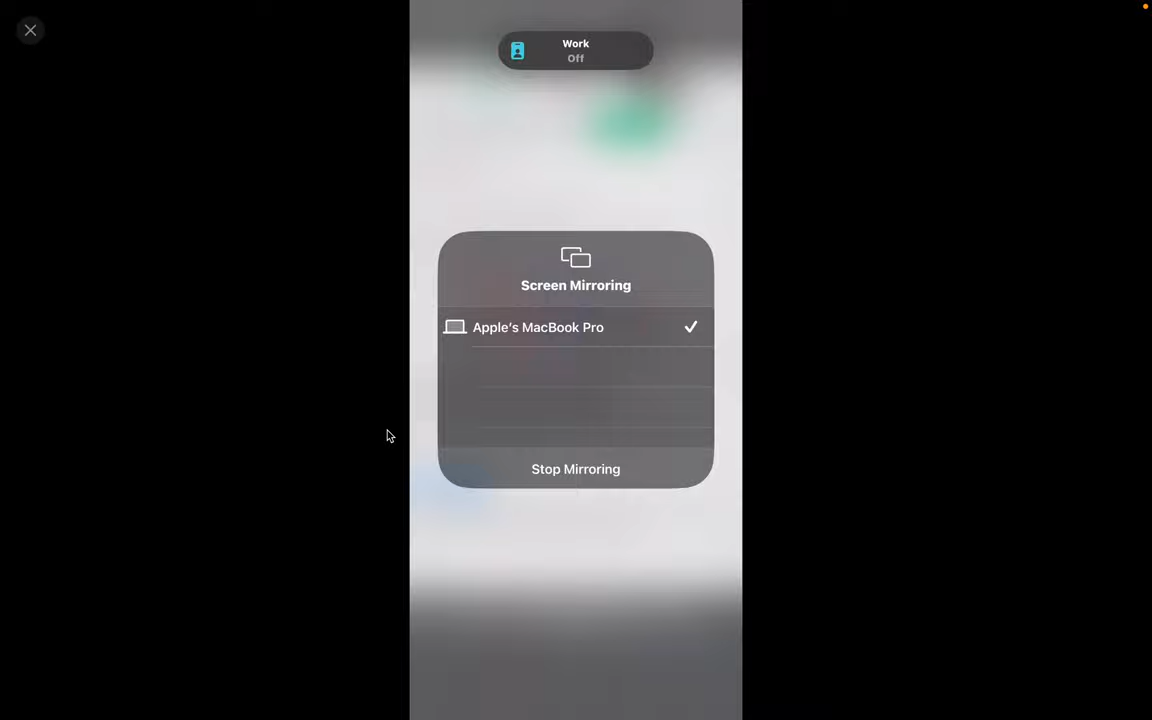 Work
Off
Screen Mirroring
Apple’s MacBook Pro
Stop Mirroring